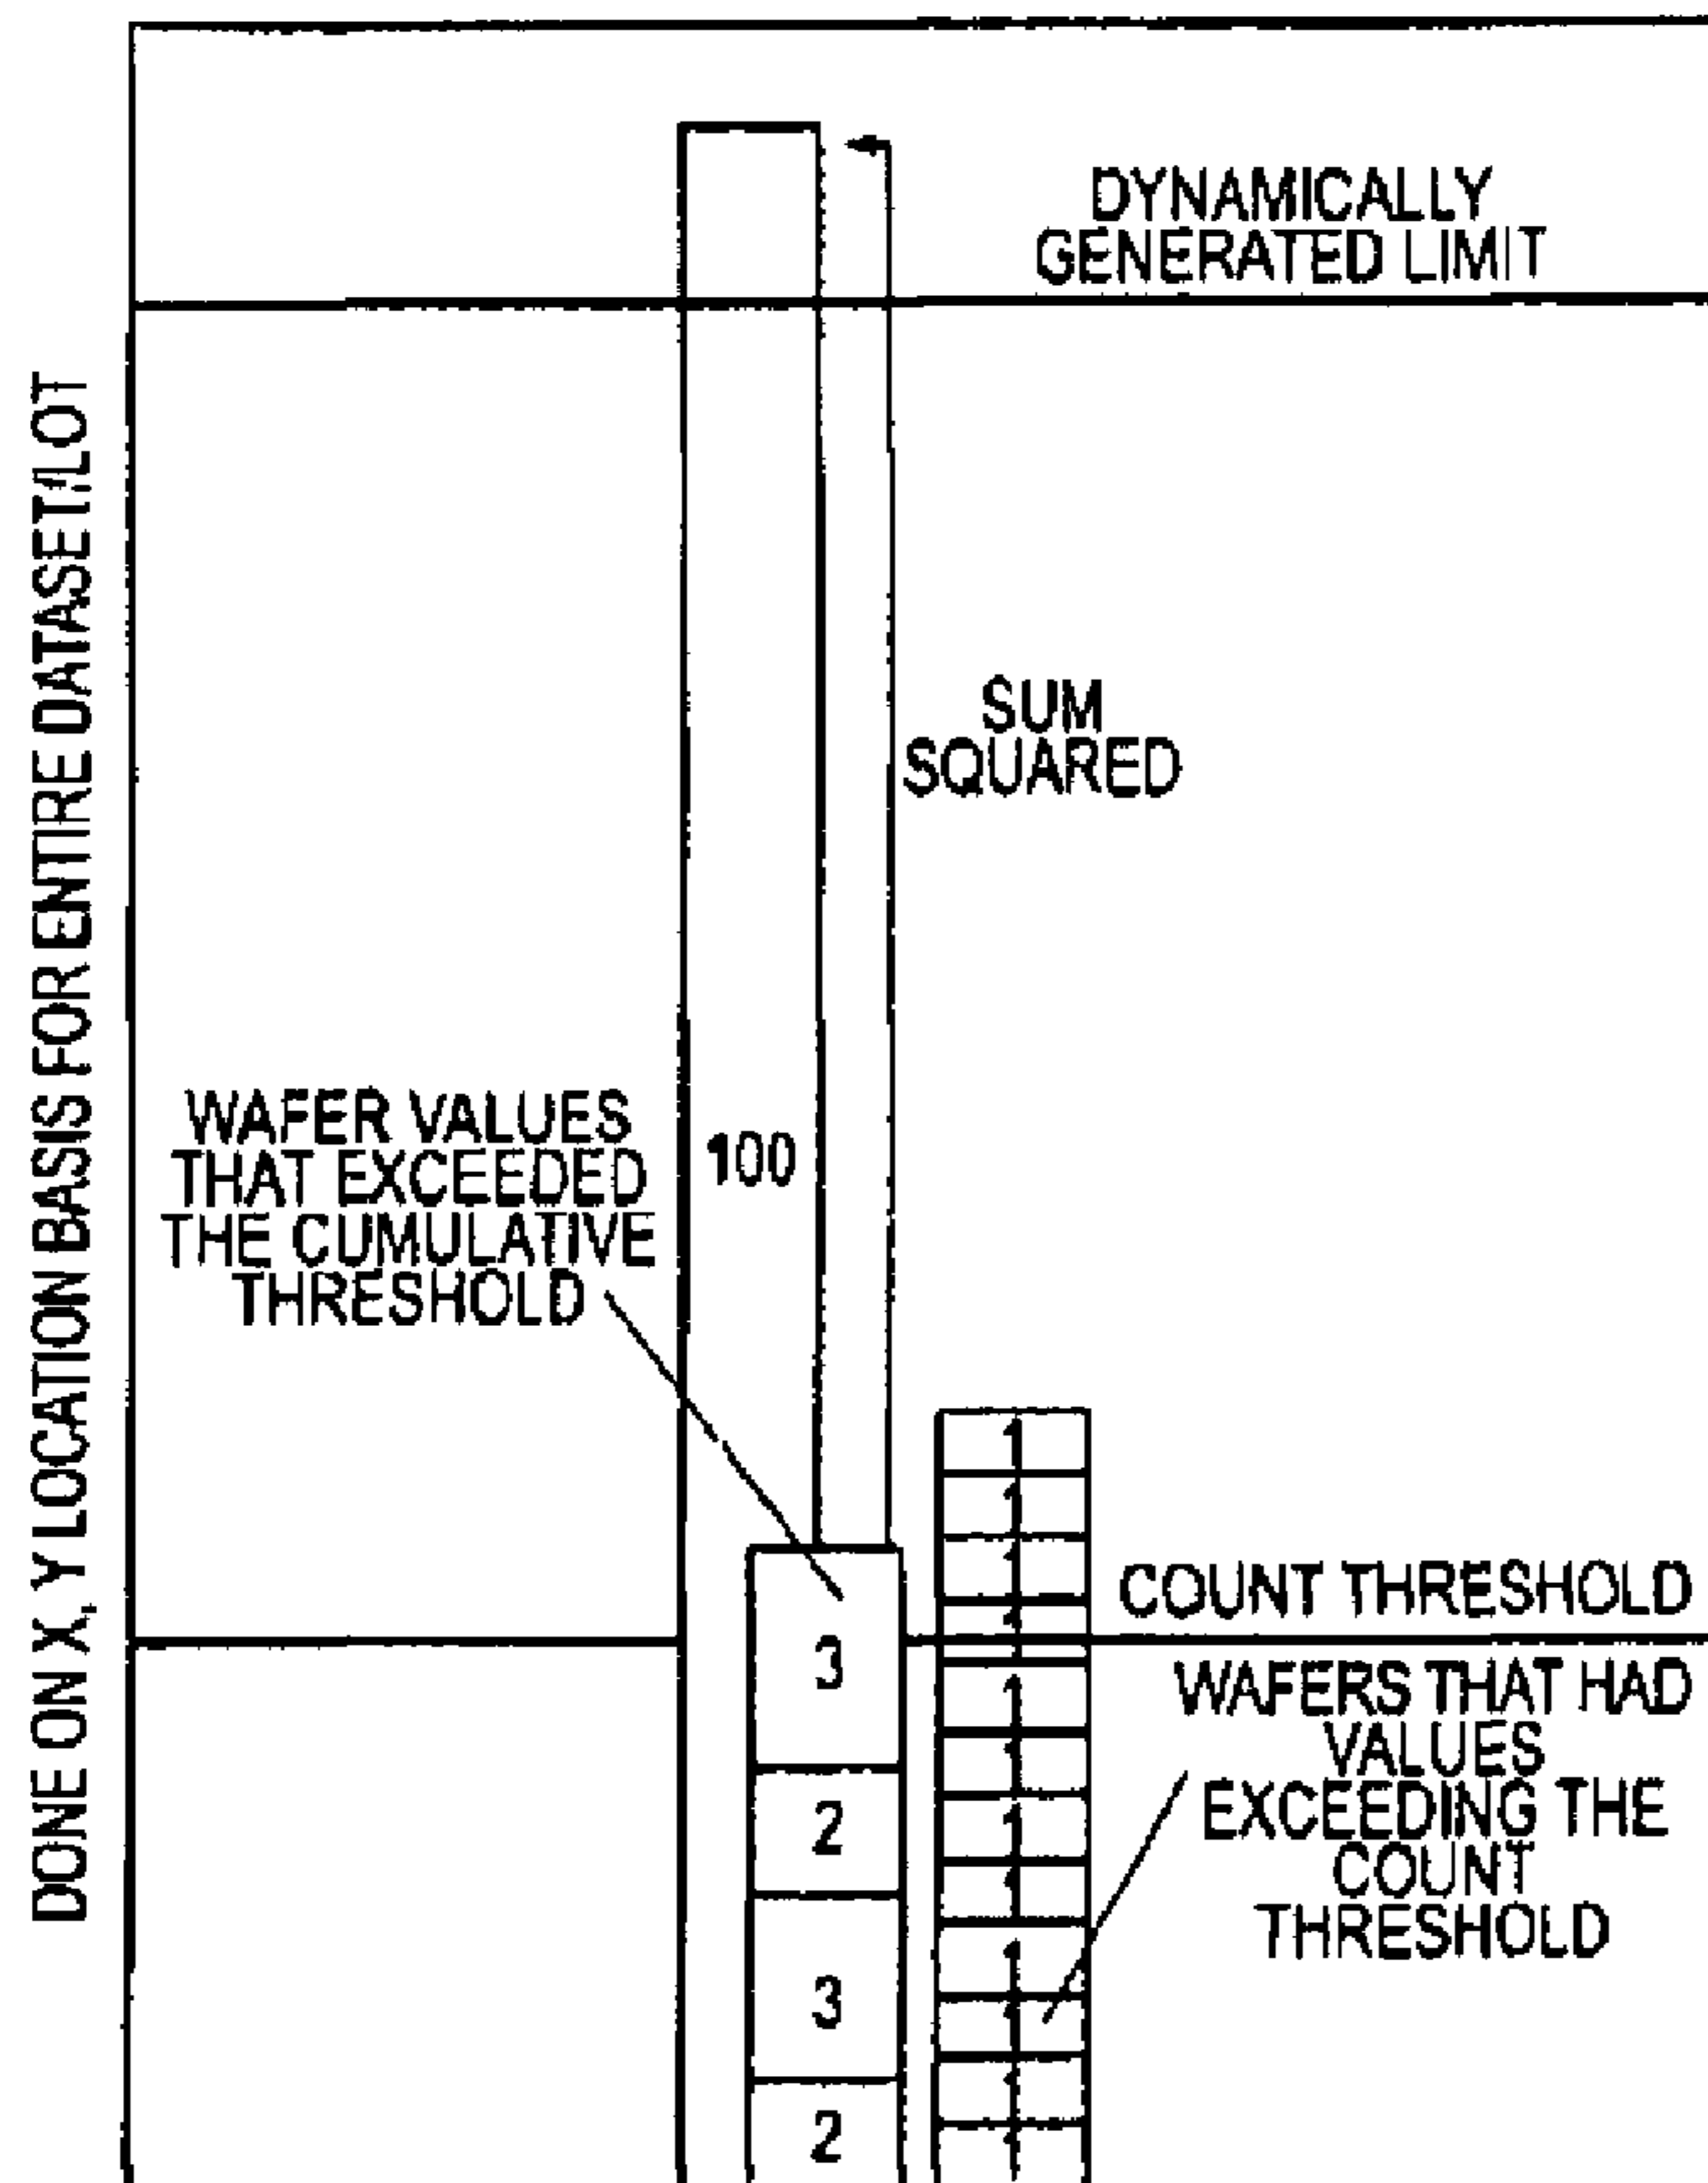 DONE ON X, Y LOCATION BASIS FOR ENTIRE DATASET/LOT
DYNAMICALLY
GENERATED LIMIT
SUM
SQUARED
WAFER VALUES
THAT EXCEEDED
THE CUMULATIVE
THRESHOLD
100
3
2
3
2
1
1
1
1
1
1
1
1
1
1
1
1
COUNT THRESHOLD
WAFERS THAT HAD
VALUES
EXCEEDING THE
COUNT
THRESHOLD